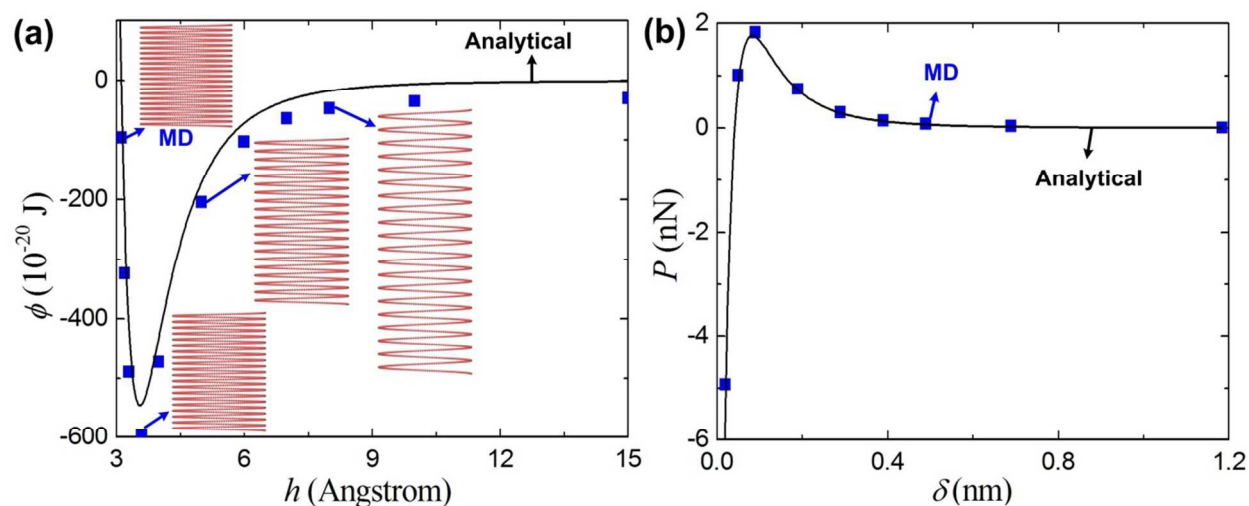 (a)
Analytical
MD
0
-200
-400
-600
ϕ (10⁻²⁰ J)
3
6
9
12
15
h (Angstrom)
(b)
MD
Analytical
2
0
-2
-4
-6
P (nN)
0.0
0.4
0.8
1.2
δ (nm)